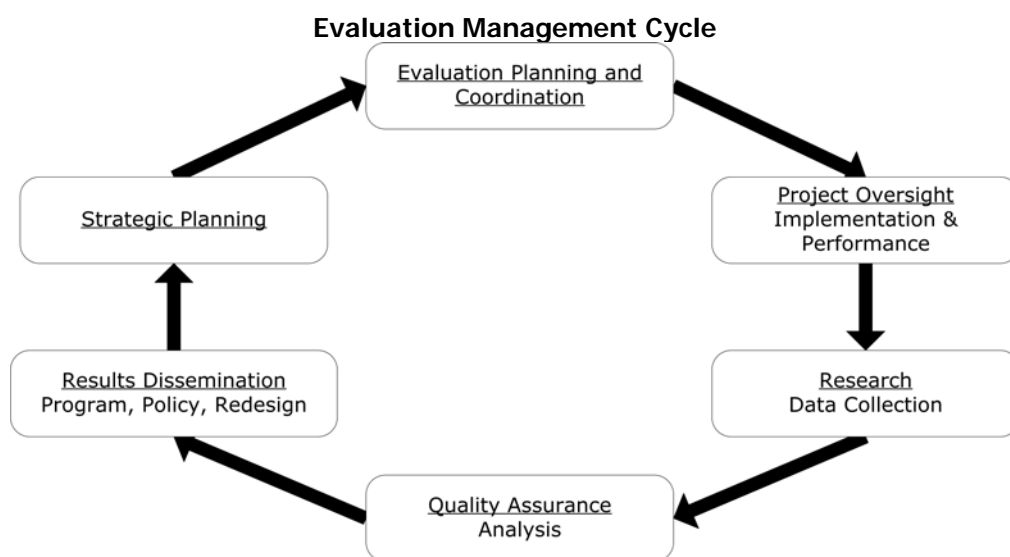 Evaluation Management Cycle
Evaluation Planning and
Coordination
Strategic Planning
Project Oversight
Implementation &
Performance
Results Dissemination
Program, Policy, Redesign
Research
Data Collection
Quality Assurance
Analysis